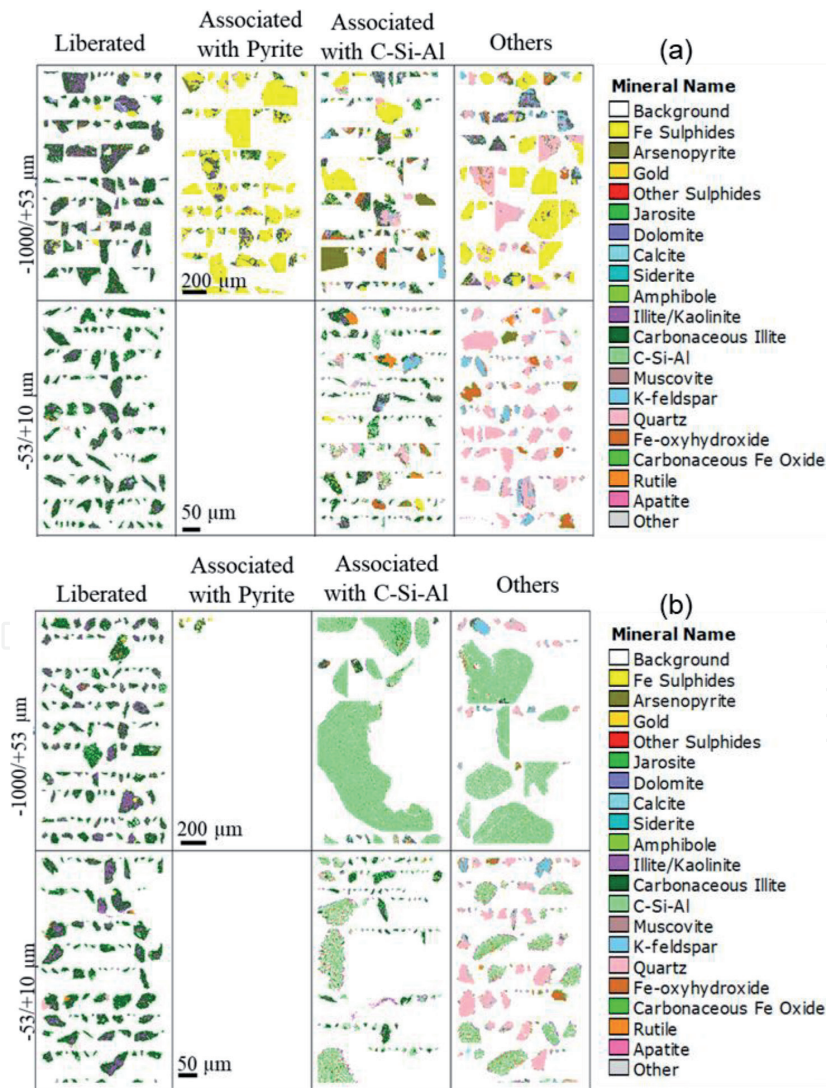 Liberated
Associated
with Pyrite
Associated
with C-Si-Al
Others
(a)
-1000/+53 μm
200 μm
-53/+10 μm
50 μm
Mineral Name
Background
Fe Sulphides
Arsenopyrite
Gold
Other Sulphides
Jarosite
Dolomite
Calcite
Siderite
Amphibole
Illite/Kaolinite
Carbonaceous Illite
C-Si-Al
Muscovite
K-feldspar
Quartz
Fe-oxyhydroxide
Carbonaceous Fe Oxide
Rutile
Apatite
Other
Liberated
Associated
with Pyrite
Associated
with C-Si-Al
Others
(b)
-1000/+53 μm
200 μm
-53/+10 μm
50 μm
Mineral Name
Background
Fe Sulphides
Arsenopyrite
Gold
Other Sulphides
Jarosite
Dolomite
Calcite
Siderite
Amphibole
Illite/Kaolinite
Carbonaceous Illite
C-Si-Al
Muscovite
K-feldspar
Quartz
Fe-oxyhydroxide
Carbonaceous Fe Oxide
Rutile
Apatite
Other